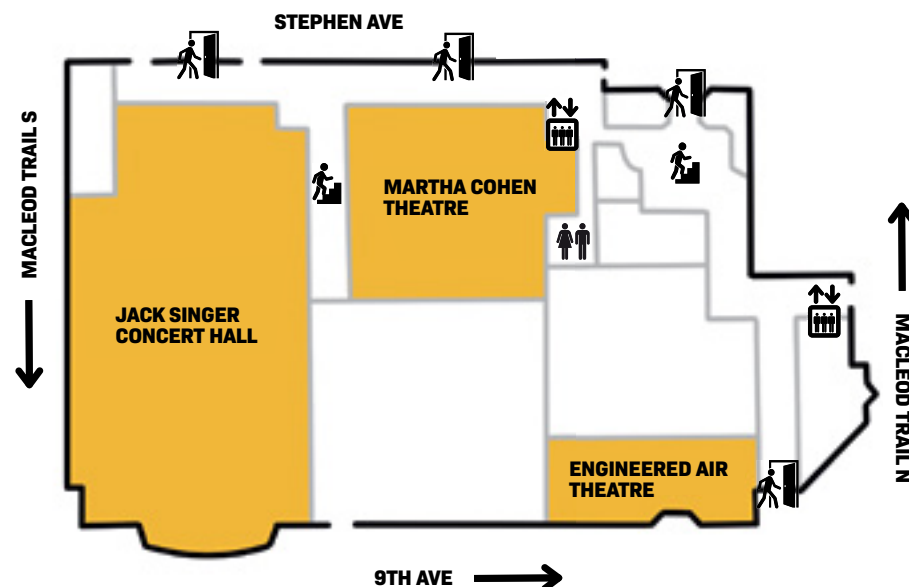 STEPHEN AVE
MACLEOD TRAIL S
MARTHA COHEN
THEATRE
JACK SINGER
CONCERT HALL
MACLEOD TRAIL N
ENGINEERED AIR
THEATRE
9TH AVE